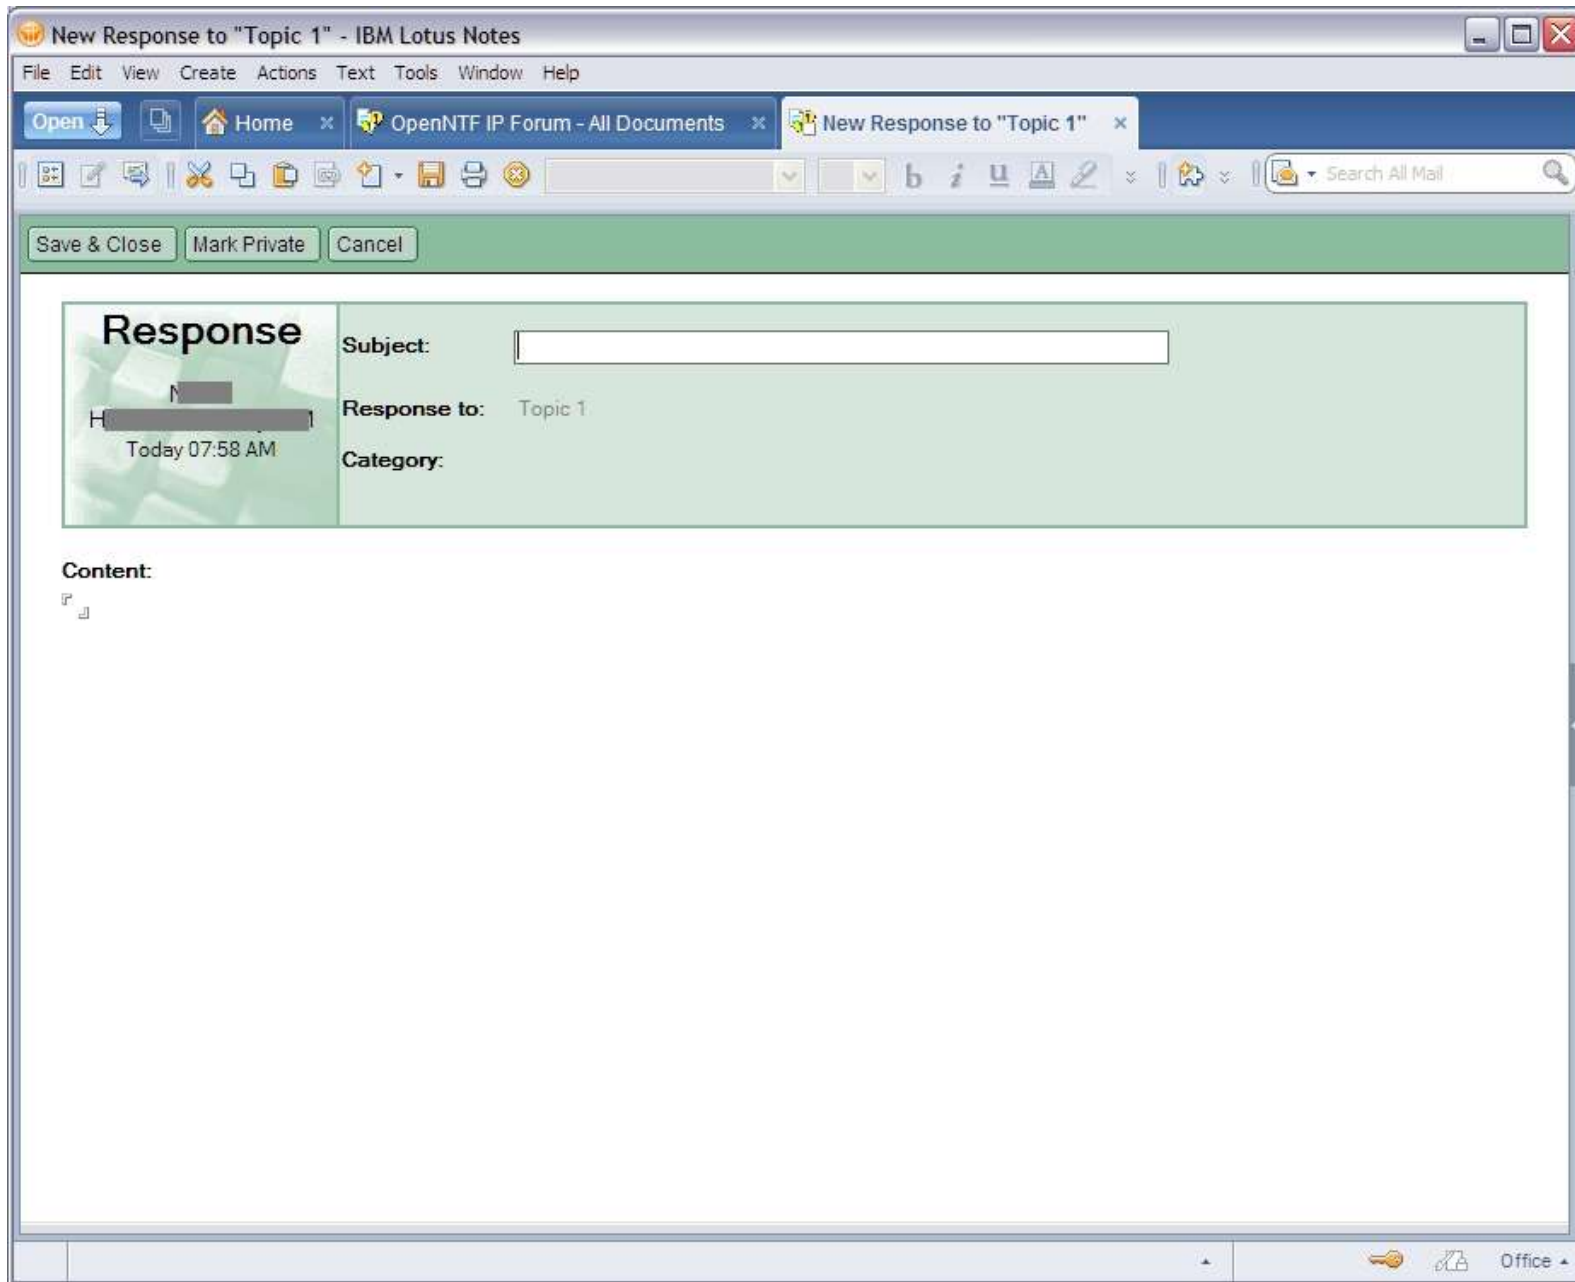 New Response to "Topic 1" - IBM Lotus Notes
File Edit View Create Actions Text Tools Window Help
Open Home OpenNTF IP Forum - All Documents New Response to "Topic 1"
b i u A Search All Mail
Save & Close Mark Private Cancel
Response
Subject:
Response to: Topic 1
Today 07:58 AM
Category:
Content:
Office